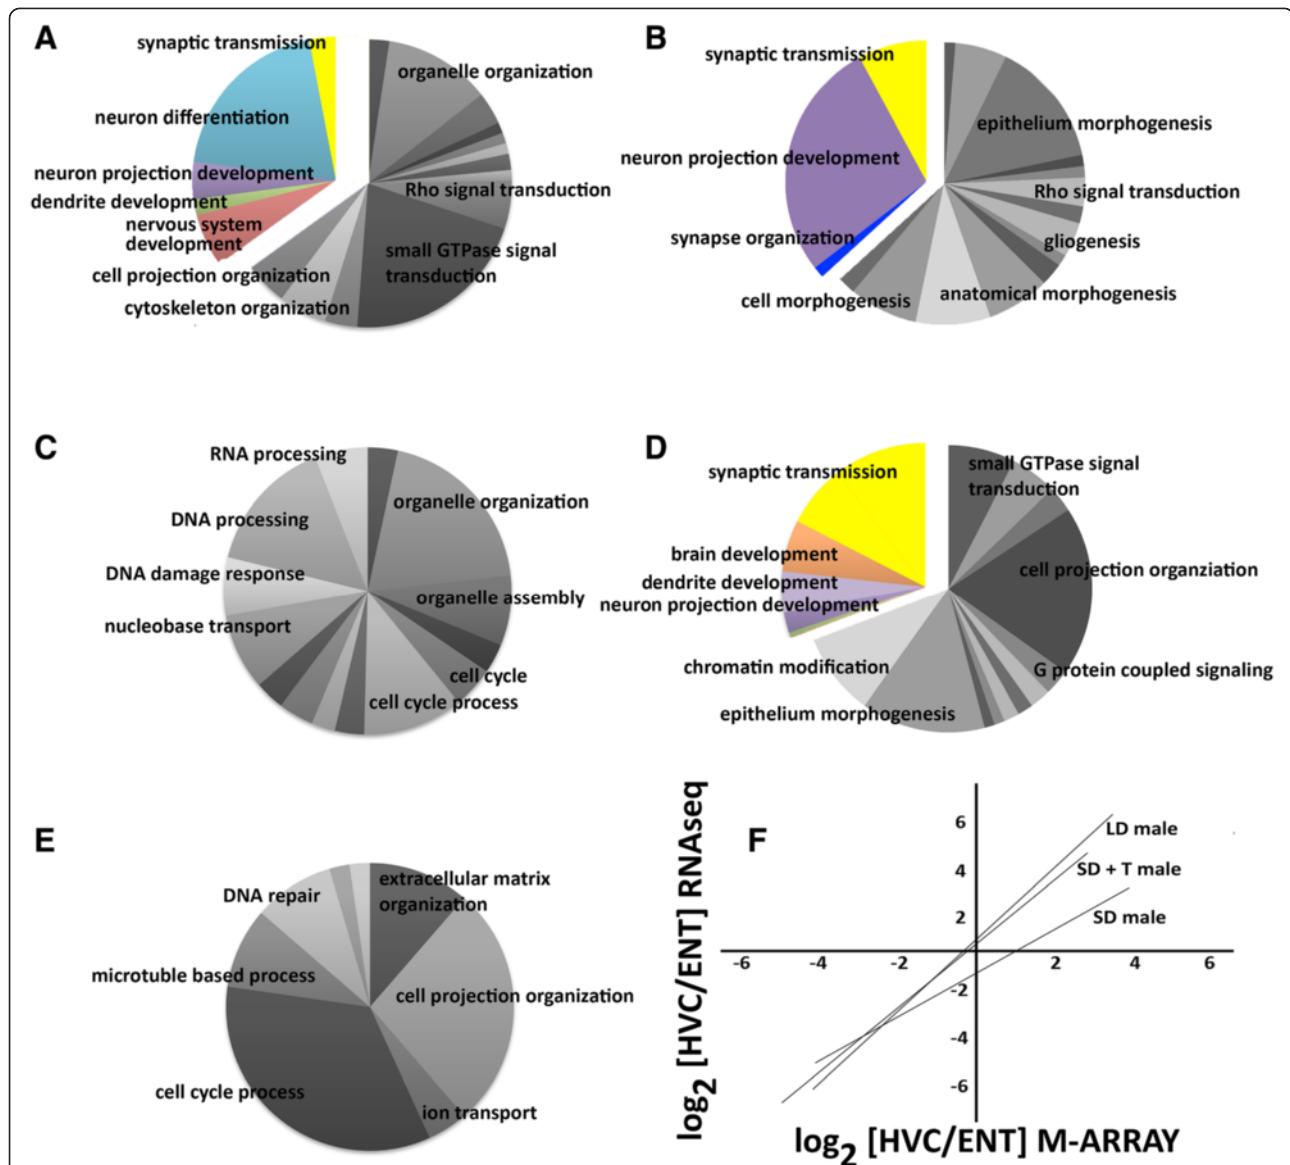 A
synaptic transmission
organelle organization
neuron differentiation
neuron projection development
Rho signal transduction
dendrite development
nervous system
development
small GTPase signal
transduction
cell projection organization
cytoskeleton organization
B
synaptic transmission
epithelium morphogenesis
neuron projection development
Rho signal transduction
synapse organization
gliogenesis
cell morphogenesis
anatomical morphogenesis
C
RNA processing
organelle organization
DNA processing
DNA damage response
organelle assembly
nucleobase transport
cell cycle
cell cycle process
D
synaptic transmission
small GTPase signal
transduction
brain development
cell projection organziation
dendrite development
neuron projection development
chromatin modification
G protein coupled signaling
epithelium morphogenesis
E
DNA repair
extracellular matrix
organization
microtuble based process
cell projection organization
cell cycle process
ion transport
F
log2 [HVC/ENT] RNAseq
6
LD male
4
SD + T male
2
SD male
-6 -4 -2 2 4 6
-2
-4
-6
log2 [HVC/ENT] M-ARRAY